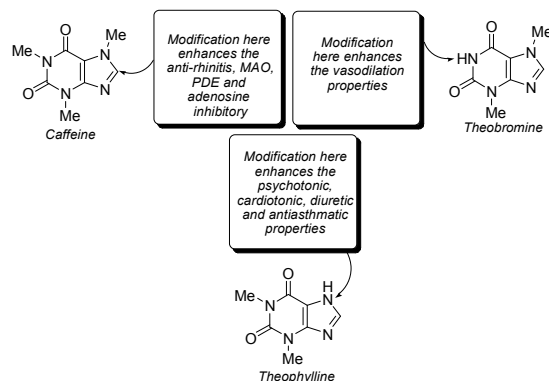 O
Me
Me
N
N
O
N
N
Me
Caffeine
Modification here
enhances the
anti-rhinitis, MAO,
PDE and
adenosine
inhibitory
Modification
here enhances
the vasodilation
properties
O
Me
HN
N
O
N
N
Me
Theobromine
Modification here
enhances the
psychotonic,
cardiotonic, diuretic
and antiasthmatic
properties
O
H
Me
N
N
O
N
N
Me
Theophylline